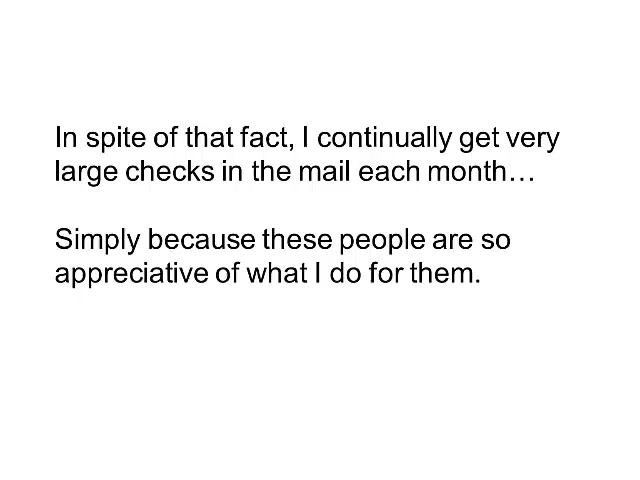 In spite of that fact, I continually get very
large checks in the mail each month…
Simply because these people are so
appreciative of what I do for them.